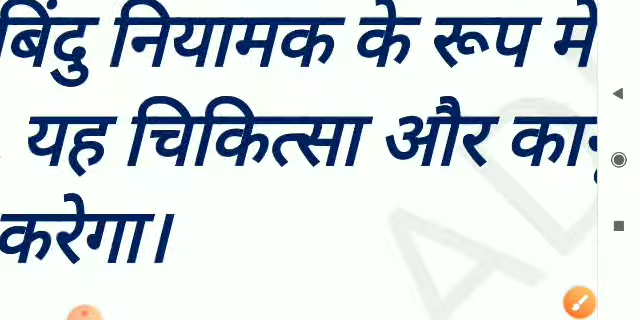 बिंदु नियामक के रूप में
यह चिकित्सा और
करेगा।